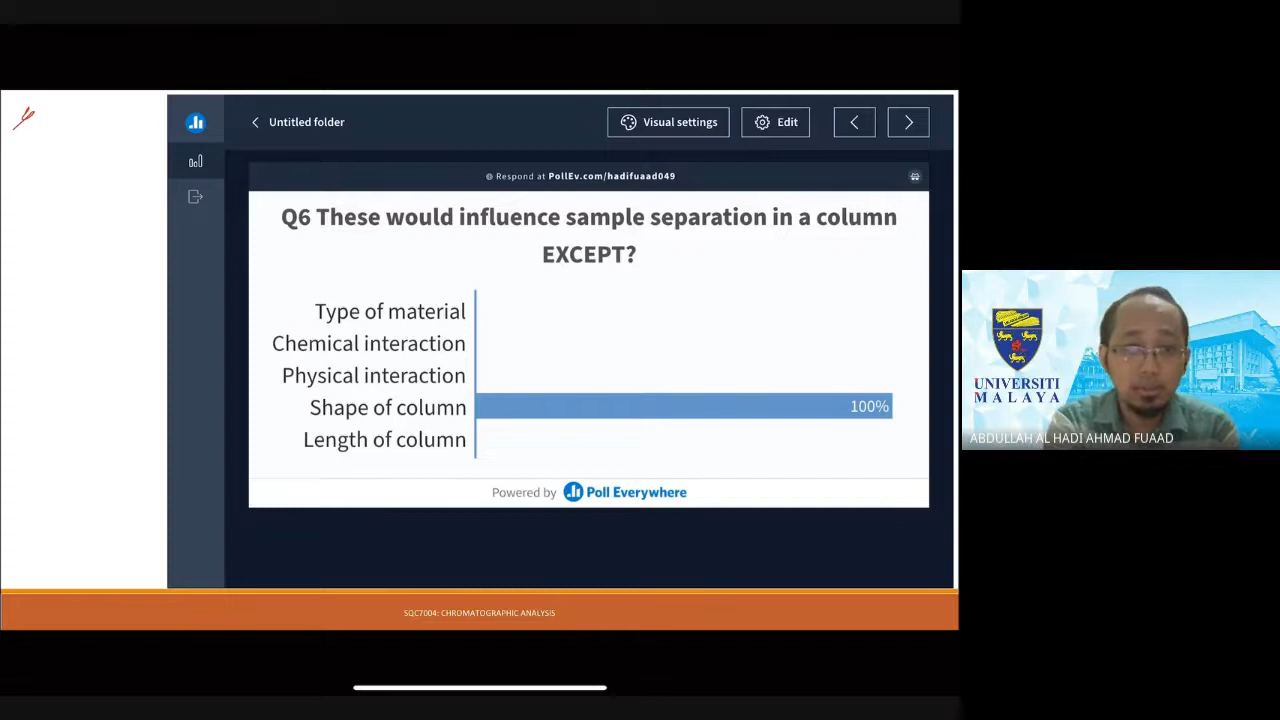 Untitled folder
Visual settings
Edit
Respond at PollEv.com/hadifuaad049
Q6 These would influence sample separation in a column
EXCEPT?
Type of material
Chemical interaction
Physical interaction
Shape of column
100%
Length of column
Powered by Poll Everywhere
SQC7004: CHROMATOGRAPHIC ANALYSIS
UNIVERSITI
MALAYA
ABDULLAH AL HADI AHMAD FUAAD